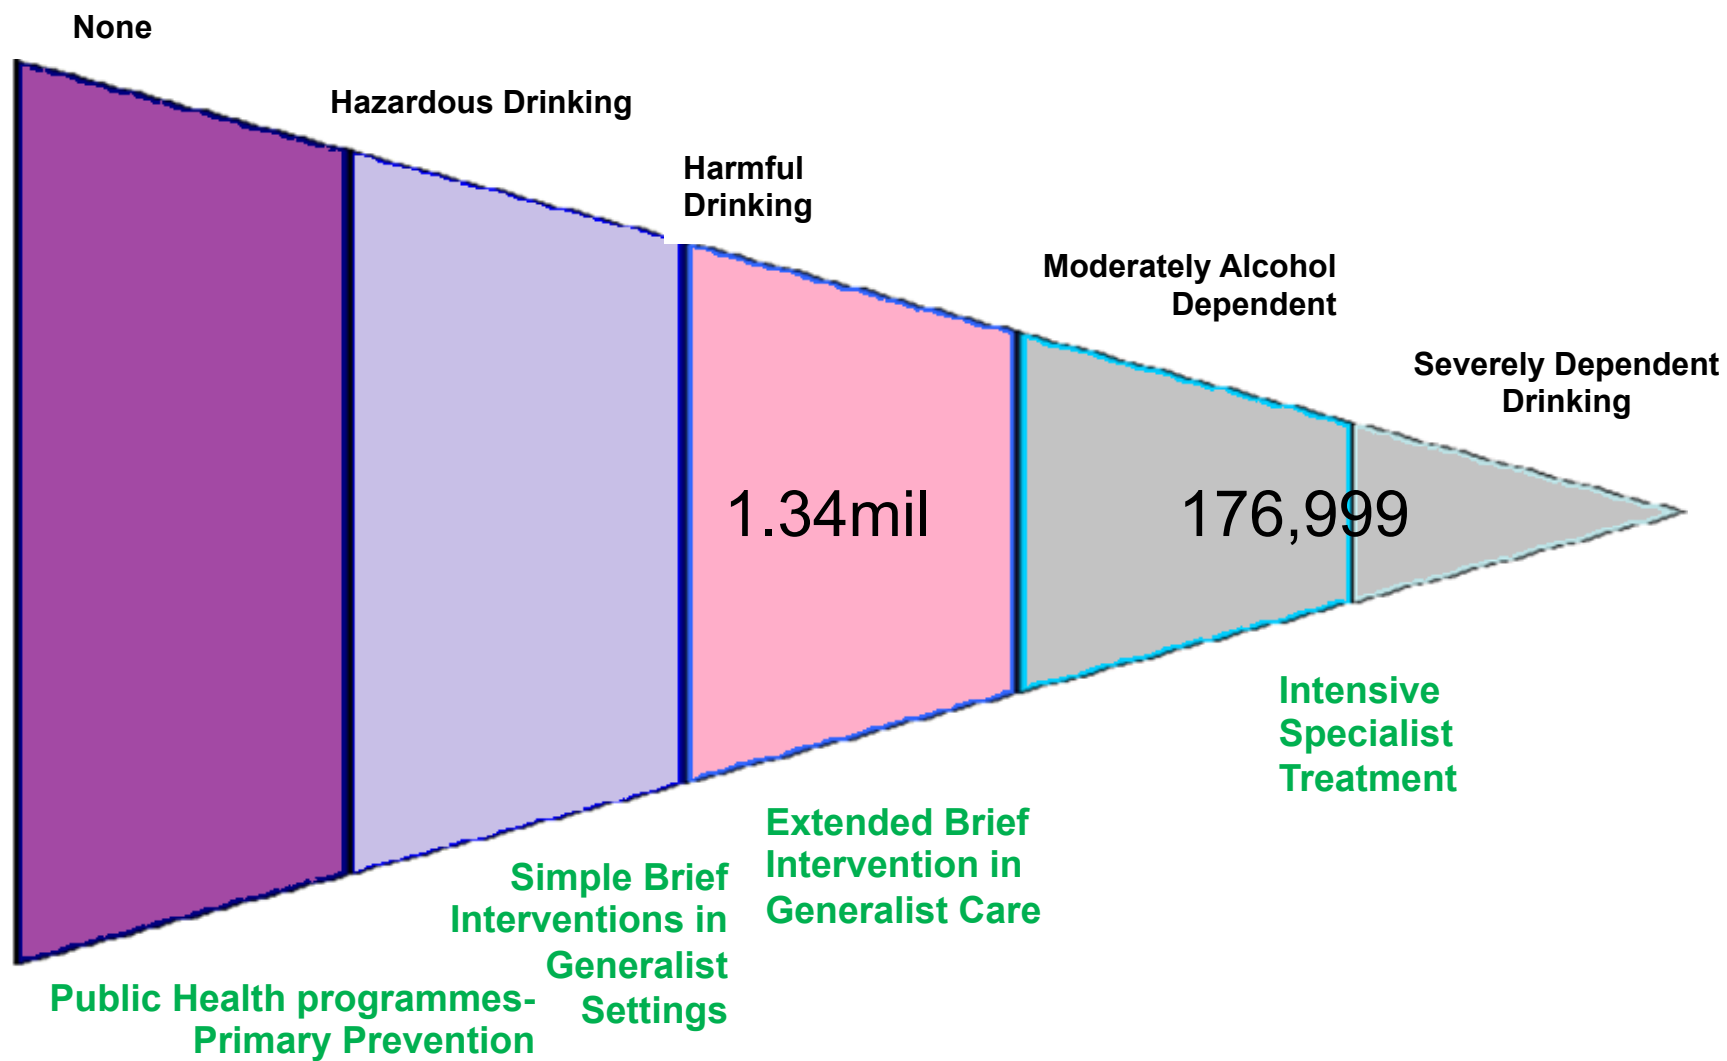 None
Hazardous Drinking
Harmful
Drinking
Moderately Alcohol
Dependent
Severely Dependent
Drinking
1.34mil
176,999
Intensive
Specialist
Treatment
Extended Brief
Intervention in
Generalist Care
Simple Brief
Interventions in
Generalist
Settings
Public Health programmes-
Primary Prevention